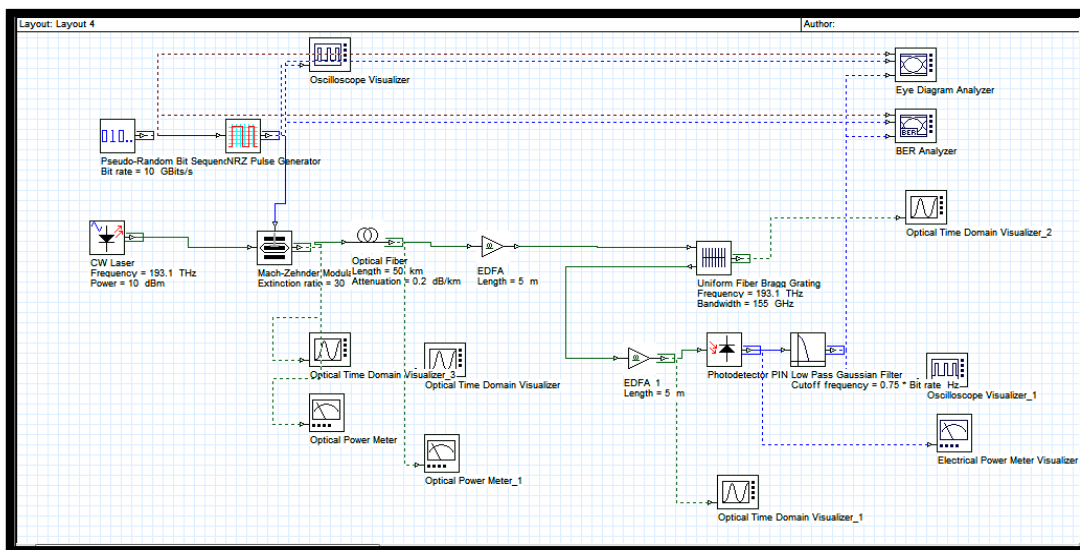 Layout: Layout 4
Author:
Oscilloscope Visualizer
Eye Diagram Analyzer
010..
BER
Pseudo-Random Bit Sequenc
NRZ Pulse Generator
Bit rate = 10 GBits/s
BER Analyzer
Optical Time Domain Visualizer_2
CW Laser
Frequency = 193.1 THz
Power = 10 dBm
Mach-Zehnder Modula
Extinction ratio = 30
Optical Fiber
Length = 50 km
Attenuation = 0.2 dB/km
EDFA
Length = 5 m
Uniform Fiber Bragg Grating
Frequency = 193.1 THz
Bandwidth = 155 GHz
Optical Time Domain Visualizer_3
Optical Time Domain Visualizer
EDFA_1
Length = 5 m
Photodetector PIN
Low Pass Gaussian Filter
Cutoff frequency = 0.75 * Bit rate Hz
Oscilloscope Visualizer_1
Optical Power Meter
Optical Power Meter_1
Electrical Power Meter Visualizer
Optical Time Domain Visualizer_1